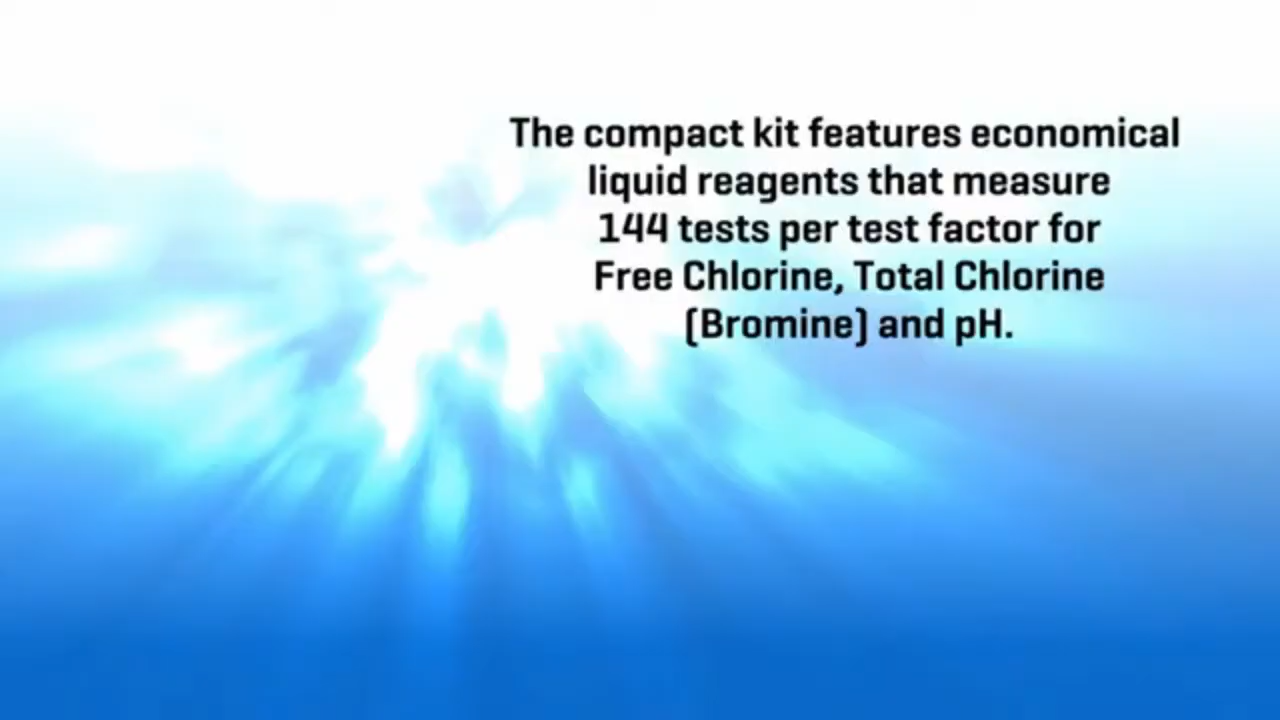 The compact kit features economical
liquid reagents that measure
144 tests per test factor for
Free Chlorine, Total Chlorine
(Bromine) and pH.